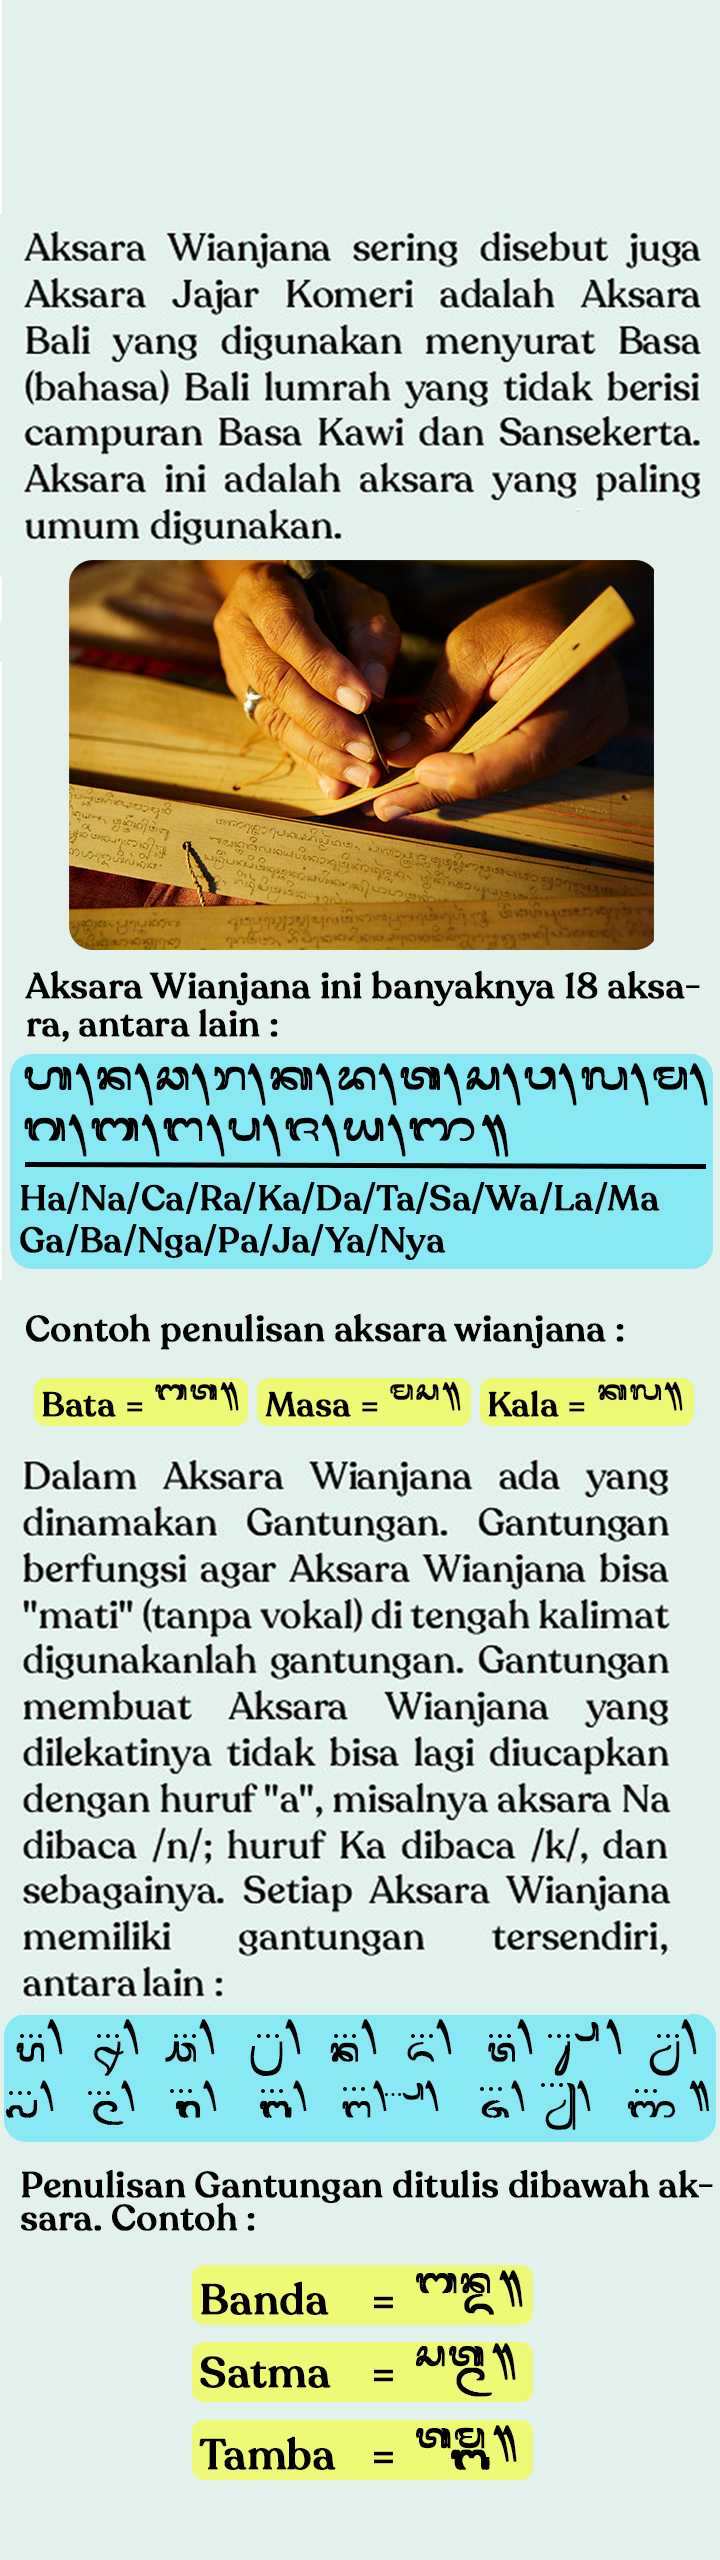 Aksara Wianjana sering disebut juga
Aksara Jajar Komeri adalah Aksara
Bali yang digunakan menyurat Basa
(bahasa) Bali lumrah yang tidak berisi
campuran Basa Kawi dan Sansekerta.
Aksara ini adalah aksara yang paling
umum digunakan.
Aksara Wianjana ini banyaknya 18 aksa-
ra, antara lain :
ᬳ᭞ᬦ᭞ᬘ᭞ᬭ᭞ᬓ᭞ᬤ᭞ᬢ᭞ᬲ᭞ᬯ᭞ᬮ᭞ᬫ᭞
ᬕ᭞ᬩ᭞ᬗ᭞ᬧ᭞ᬚ᭞ᬬ᭞ᬜ᭟
Ha/Na/Ca/Ra/Ka/Da/Ta/Sa/Wa/La/Ma
Ga/Ba/Nga/Pa/Ja/Ya/Nya
Contoh penulisan aksara wianjana :
Bata = ᬩᬢ᭟ Masa = ᬫᬲ᭟ Kala = ᬓᬮ᭟
Dalam Aksara Wianjana ada yang
dinamakan Gantungan. Gantungan
berfungsi agar Aksara Wianjana bisa
"mati" (tanpa vokal) di tengah kalimat
digunakanlah gantungan. Gantungan
membuat Aksara Wianjana yang
dilekatinya tidak bisa lagi diucapkan
dengan huruf "a", misalnya aksara Na
dibaca /n/; huruf Ka dibaca /k/, dan
sebagainya. Setiap Aksara Wianjana
memiliki gantungan tersendiri,
antara lain :
Penulisan Gantungan ditulis dibawah ak-
sara. Contoh :
Banda = ᬩᬦ᭄ᬤ᭟
Satma = ᬲᬢ᭄ᬫ᭟
Tamba = ᬢᬫ᭄ᬩ᭟